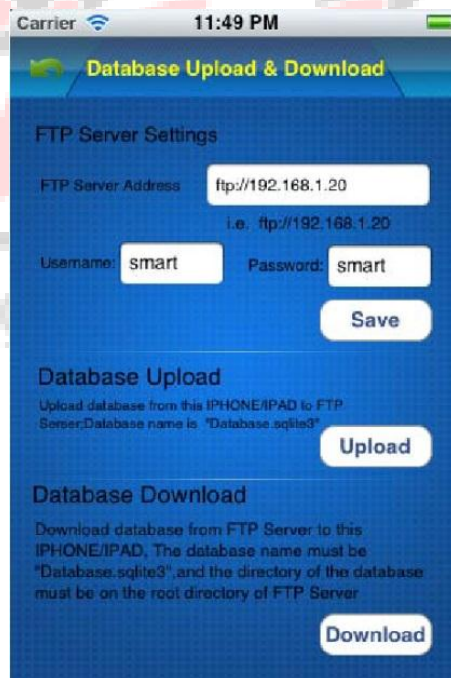 Carrier 11:49 PM
Database Upload & Download
FTP Server Settings
FTP Server Address ftp://192.168.1.20
i.e. ftp://192.168.1.20
Username: smart Password: smart
Save
Database Upload
Upload database from this IPHONE/IPAD to FTP
Server;Database name is "Database.sqlite3"
Upload
Database Download
Download database from FTP Server to this
IPHONE/IPAD, The database name must be
"Database.sqlite3",and the directory of the database
must be on the root directory of FTP Server
Download